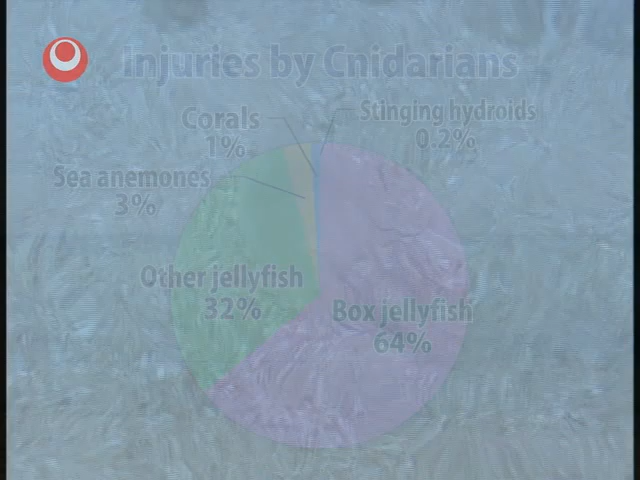 Injuries by Cnidarians
Corals
1%
Stinging hydroids
0.2%
Sea anemones
3%
Other jellyfish
32%
Box jellyfish
64%